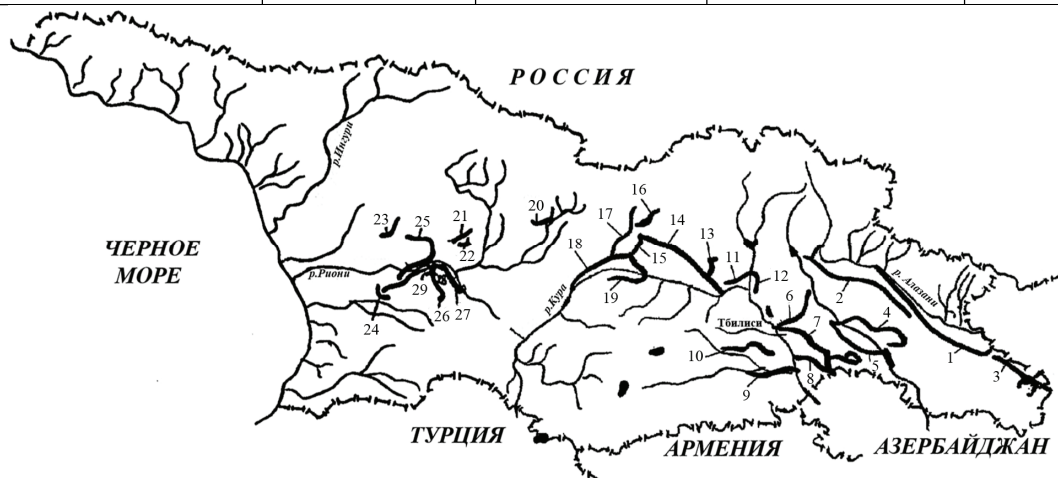 РОССИЯ
р.Ингури
16
20
21
23
25
17
14
ЧЕРНОЕ
МОРЕ
22
18
15
13
11
р.Риони
29
19
12
р. Алазани
2
р.Кура
24
26
27
6
Тбилиси
7
4
10
1
5
8
3
9
ТУРЦИЯ
АРМЕНИЯ
АЗЕРБАЙДЖАН